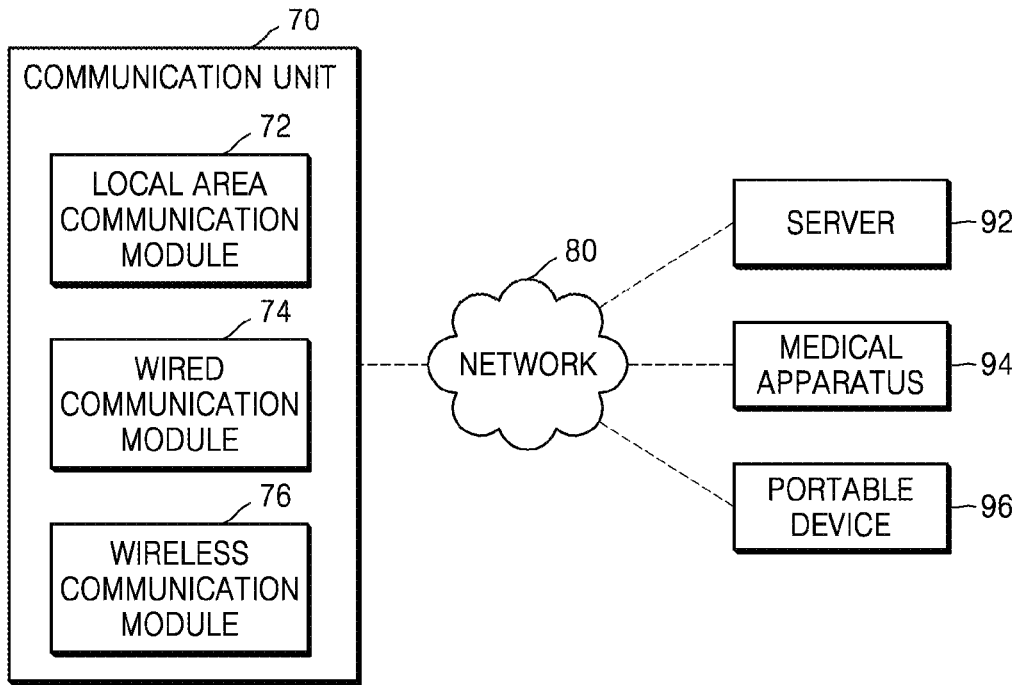 70
COMMUNICATION UNIT
72
LOCAL AREA
COMMUNICATION
MODULE
74
WIRED
COMMUNICATION
MODULE
76
WIRELESS
COMMUNICATION
MODULE
80
NETWORK
SERVER
92
MEDICAL
APPARATUS
94
PORTABLE
DEVICE
96